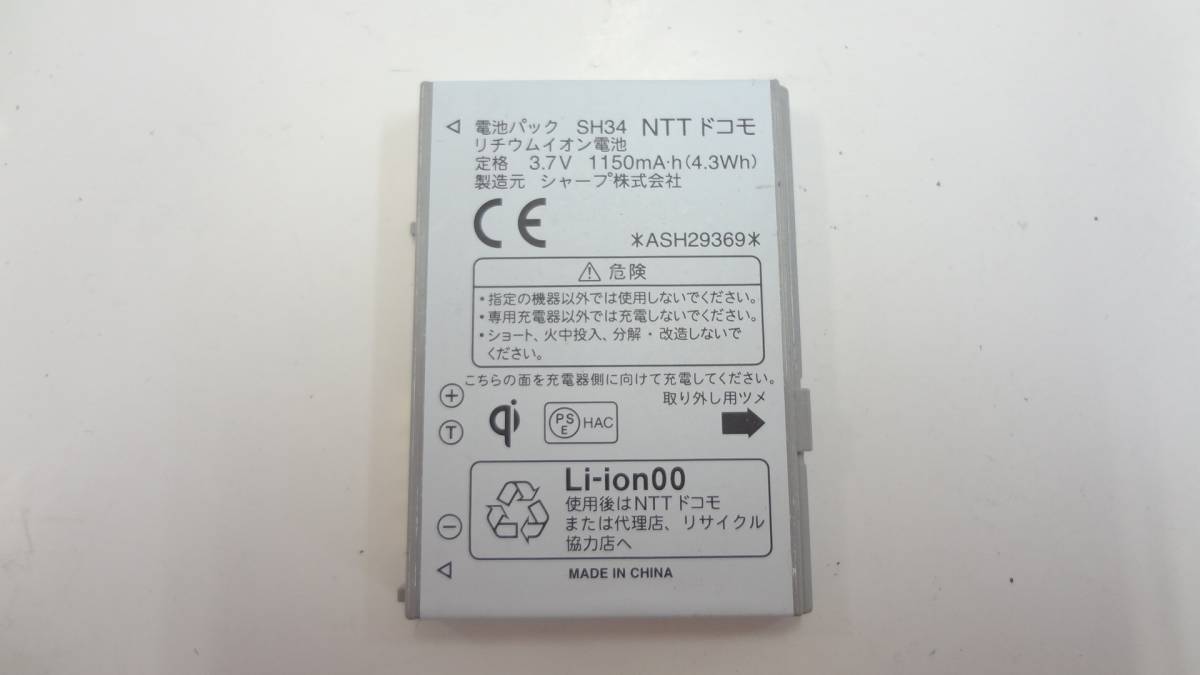 電池パック SH34 NTTドコモ
リチウムイオン電池
定格 3.7V 1150mA·h(4.3Wh)
製造元 シャープ株式会社
CE
*ASH29369*
危険
・指定の機器以外では使用しないでください。
・専用充電器以外では充電しないでください。
・ショート、火中投入、分解・改造しないで
ください。
こちらの面を充電器側に向けて充電してください。
取り外し用ツメ
+
T
qi
PS
E
HAC
Li-ion00
使用後はNTTドコモ
または代理店、リサイクル
協力店へ
−
MADE IN CHINA